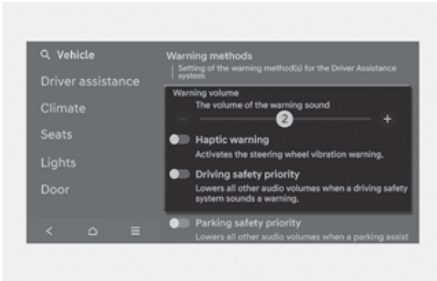 Vehicle
Driver assistance
Climate
Seats
Lights
Door
Warning methods
Setting of the warning method(s) for the Driver Assistance
system
Warning volume
The volume of the warning sound
− 2 +
Haptic warning
Activates the steering wheel vibration warning.
Driving safety priority
Lowers all other audio volumes when a driving safety
system sounds a warning.
Parking safety priority
Lowers all other audio volumes when a parking assist